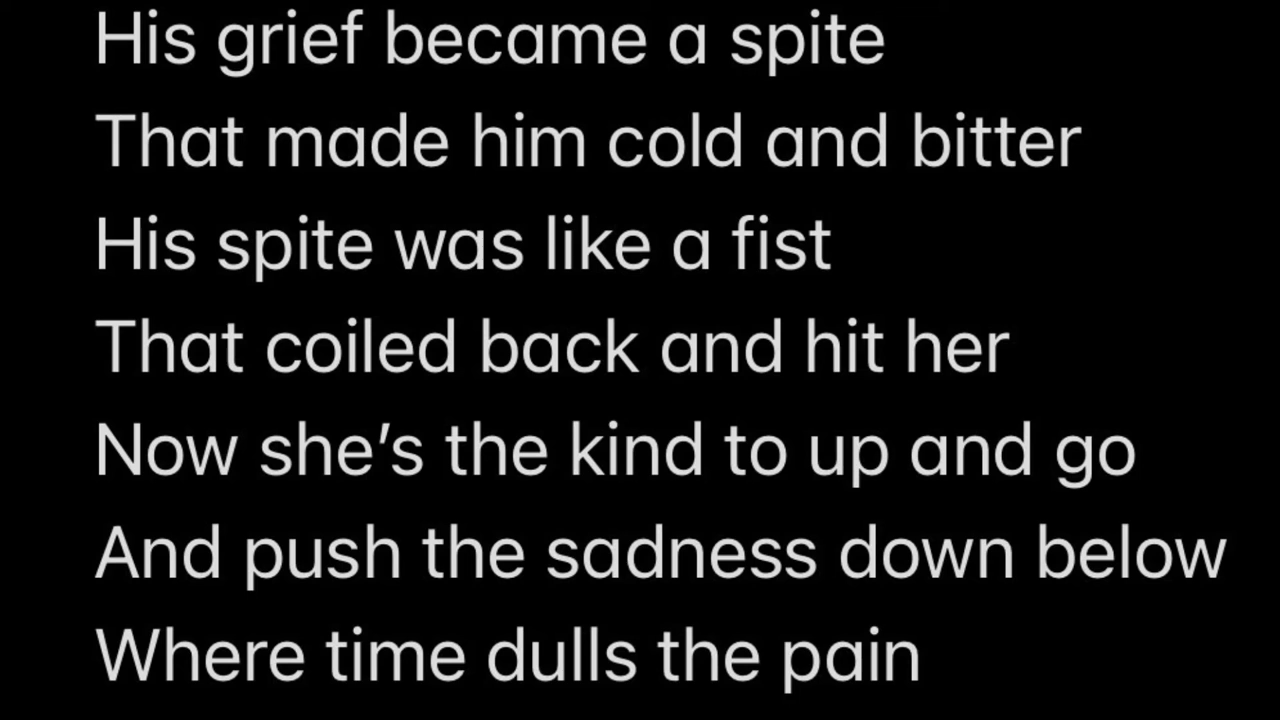 His grief became a spite
That made him cold and bitter
His spite was like a fist
That coiled back and hit her
Now she’s the kind to up and go
And push the sadness down below
Where time dulls the pain